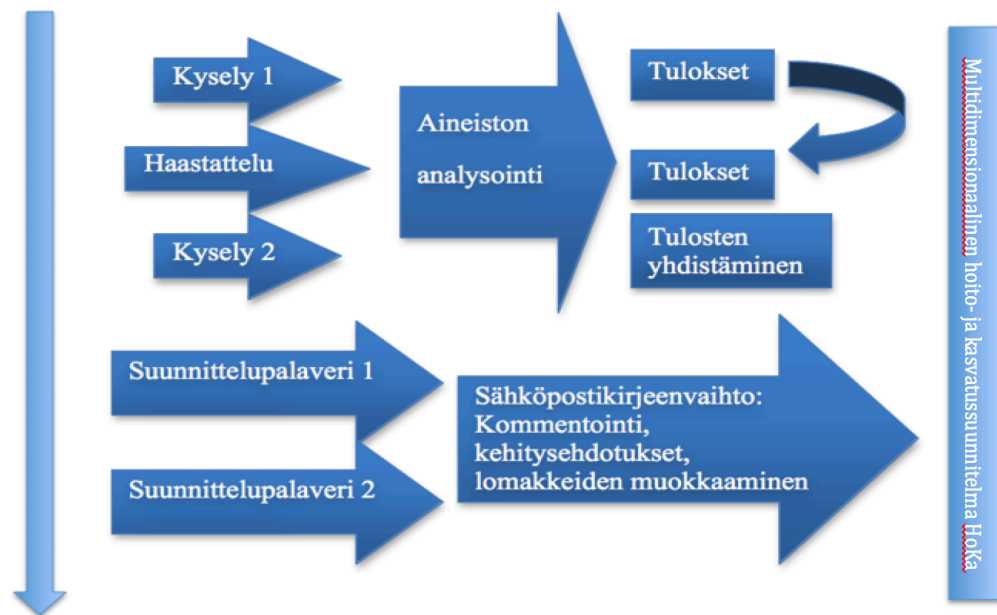 Kysely 1
Haastattelu
Kysely 2
Aineiston
analysointi
Tulokset
Tulokset
Tulosten
yhdistäminen
Suunnittelupalaveri 1
Suunnittelupalaveri 2
Sähköpostikirjeenvaihto:
Kommentointi,
kehitysehdotukset,
lomakkeiden muokkaaminen
Multidimensionaalinen hoito- ja kasvatussuunnitelma HoKa